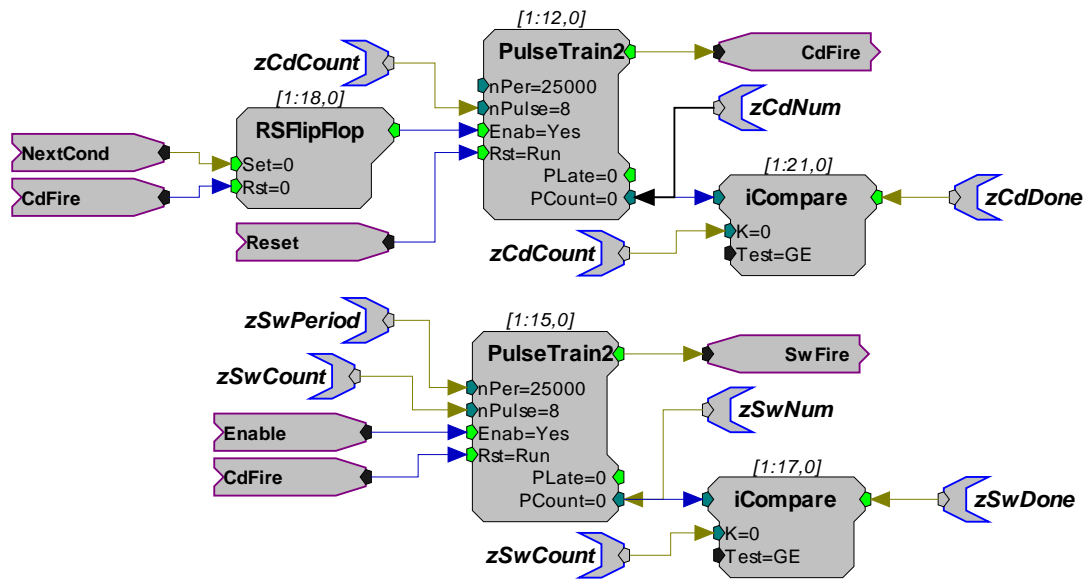 [1:12,0]
PulseTrain2
CdFire
zCdCount
nPer=25000
nPulse=8
zCdNum
[1:18,0]
RSFlipFlop
Enab=Yes
NextCond
Set=0
Rst=Run
[1:21,0]
CdFire
Rst=0
PLate=0
PCount=0
iCompare
zCdDone
Reset
zCdCount
K=0
Test=GE
zSwPeriod
[1:15,0]
PulseTrain2
SwFire
zSwCount
nPer=25000
nPulse=8
zSwNum
Enable
Enab=Yes
CdFire
Rst=Run
[1:17,0]
PLate=0
PCount=0
iCompare
zSwDone
zSwCount
K=0
Test=GE